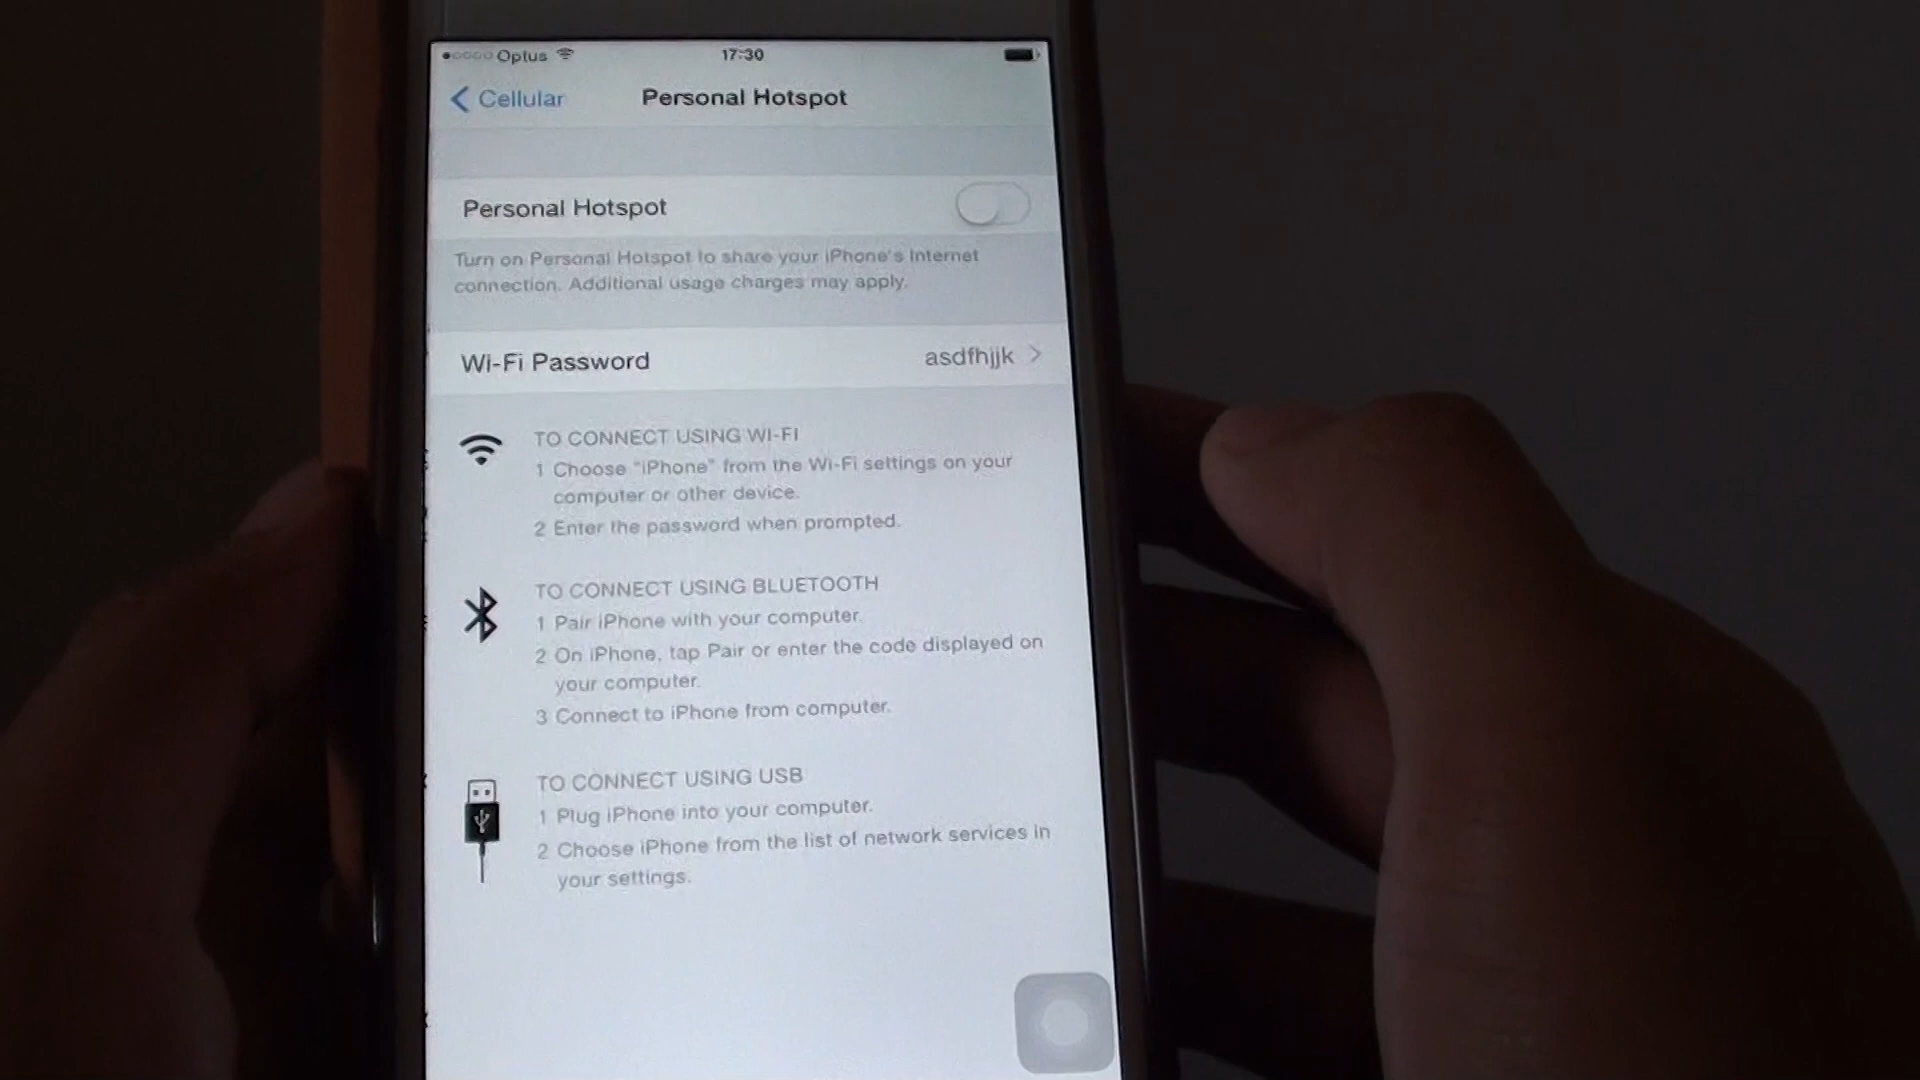 Optus 17:30
Cellular Personal Hotspot
Personal Hotspot
Turn on Personal Hotspot to share your iPhone's Internet
connection. Additional usage charges may apply.
Wi-Fi Password asdfhjjk
TO CONNECT USING WI-FI
1 Choose "iPhone" from the Wi-Fi settings on your
computer or other device.
2 Enter the password when prompted.
TO CONNECT USING BLUETOOTH
1 Pair iPhone with your computer.
2 On iPhone, tap Pair or enter the code displayed on
your computer.
3 Connect to iPhone from computer.
TO CONNECT USING USB
1 Plug iPhone into your computer.
2 Choose iPhone from the list of network services in
your settings.